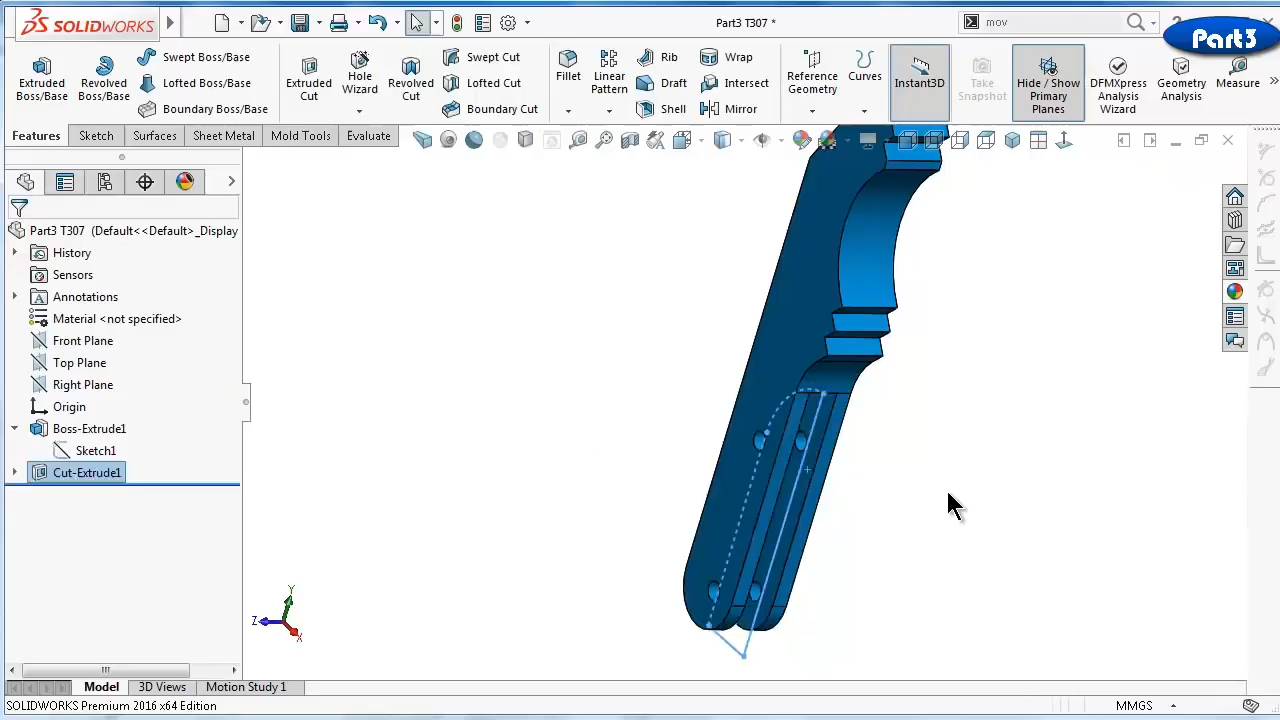 SOLIDWORKS
Part3 T307 *
mov
?
Part3
Extruded Boss/Base
Revolved Boss/Base
Swept Boss/Base
Lofted Boss/Base
Boundary Boss/Base
Extruded Cut
Hole Wizard
Revolved Cut
Swept Cut
Lofted Cut
Boundary Cut
Fillet
Linear Pattern
Rib
Draft
Shell
Wrap
Intersect
Mirror
Reference Geometry
Curves
Instant3D
Take Snapshot
Hide / Show Primary Planes
DFMXpress Analysis Wizard
Geometry Analysis
Measure
Features
Sketch
Surfaces
Sheet Metal
Mold Tools
Evaluate
Part3 T307 (Default<<Default>_Display
History
Sensors
Annotations
Material <not specified>
Front Plane
Top Plane
Right Plane
Origin
Boss-Extrude1
Sketch1
Cut-Extrude1
Y
Z
X
Model
3D Views
Motion Study 1
SOLIDWORKS Premium 2016 x64 Edition
MMGS